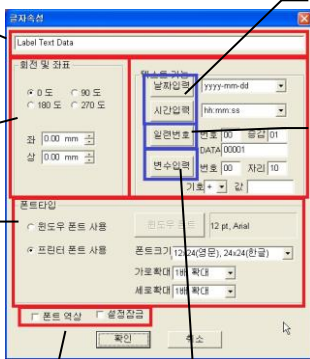 글자속성
Label Text Data
회전 및 좌표
0 도 90 도
180 도 270 도
좌 0.00 mm
상 0.00 mm
텍스트 기능
날짜입력 yyyy-mm-dd
시간입력 hh:mm:ss
일련번호 번호 00 증감 01
DATA 00001
변수입력 번호 00 자리 10
기호 + 값
폰트타입
윈도우 폰트 사용
프린터 폰트 사용
윈도우 폰트 12 pt, Arial
폰트크기 12x24(영문), 24x24(한글)
가로확대 1배 확대
세로확대 1배 확대
폰트 역상 설정잠금
확인 취소